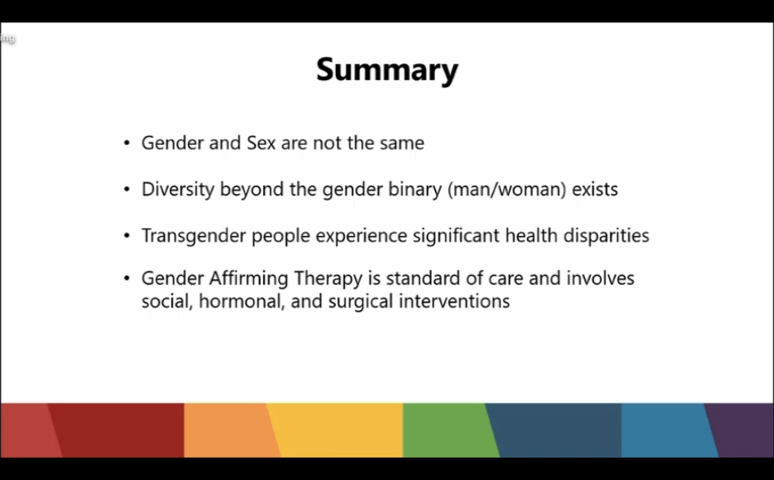 Summary
• Gender and Sex are not the same
• Diversity beyond the gender binary (man/woman) exists
• Transgender people experience significant health disparities
• Gender Affirming Therapy is standard of care and involves
social, hormonal, and surgical interventions